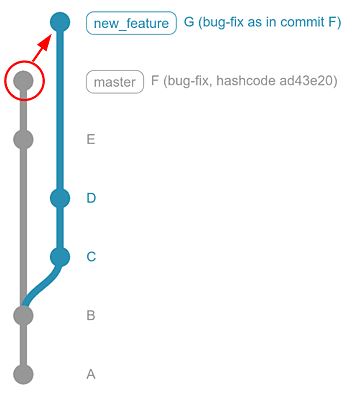 new_feature G (bug-fix as in commit F)
master F (bug-fix, hashcode ad43e20)
E
D
C
B
A